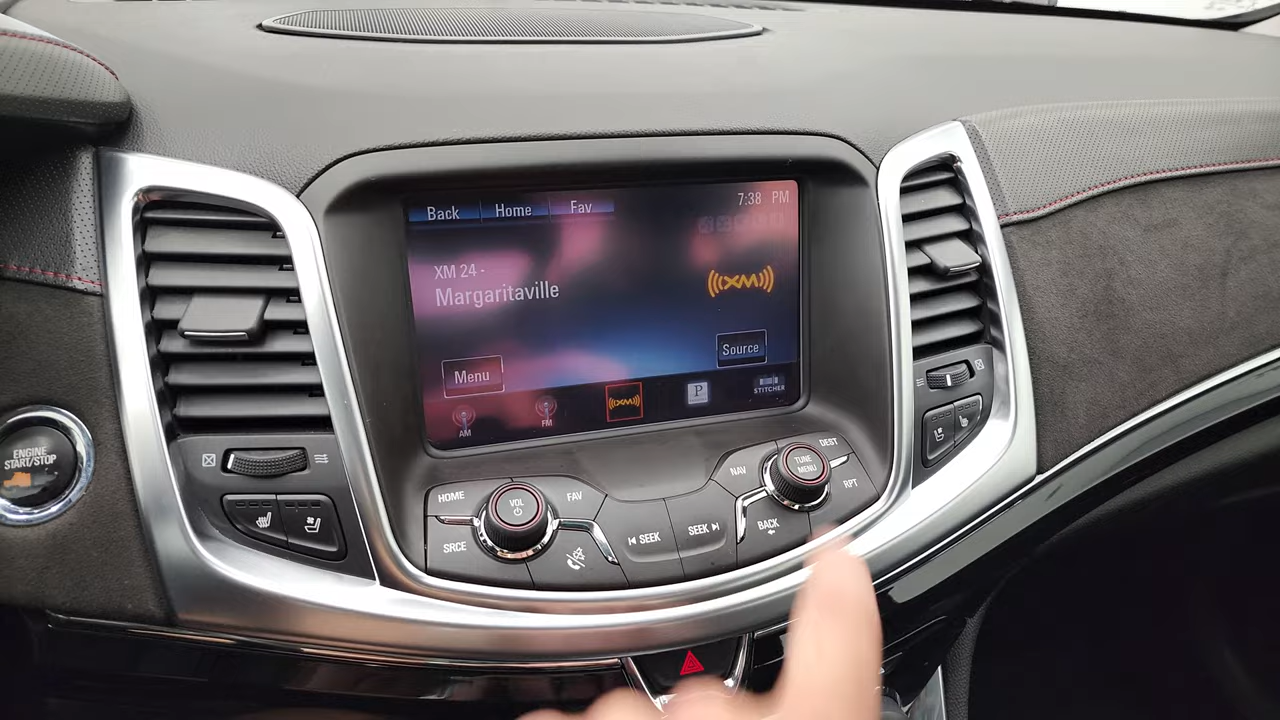 Back Home Fav 7:38 PM
XM 24 -
Margaritaville
((XM))
Source
Menu
AM FM ((XM)) P STITCHER
ENGINE
START/STOP
HOME VOL FAV
SRCE SEEK SEEK
NAV TUNE
MENU DEST
BACK RPT